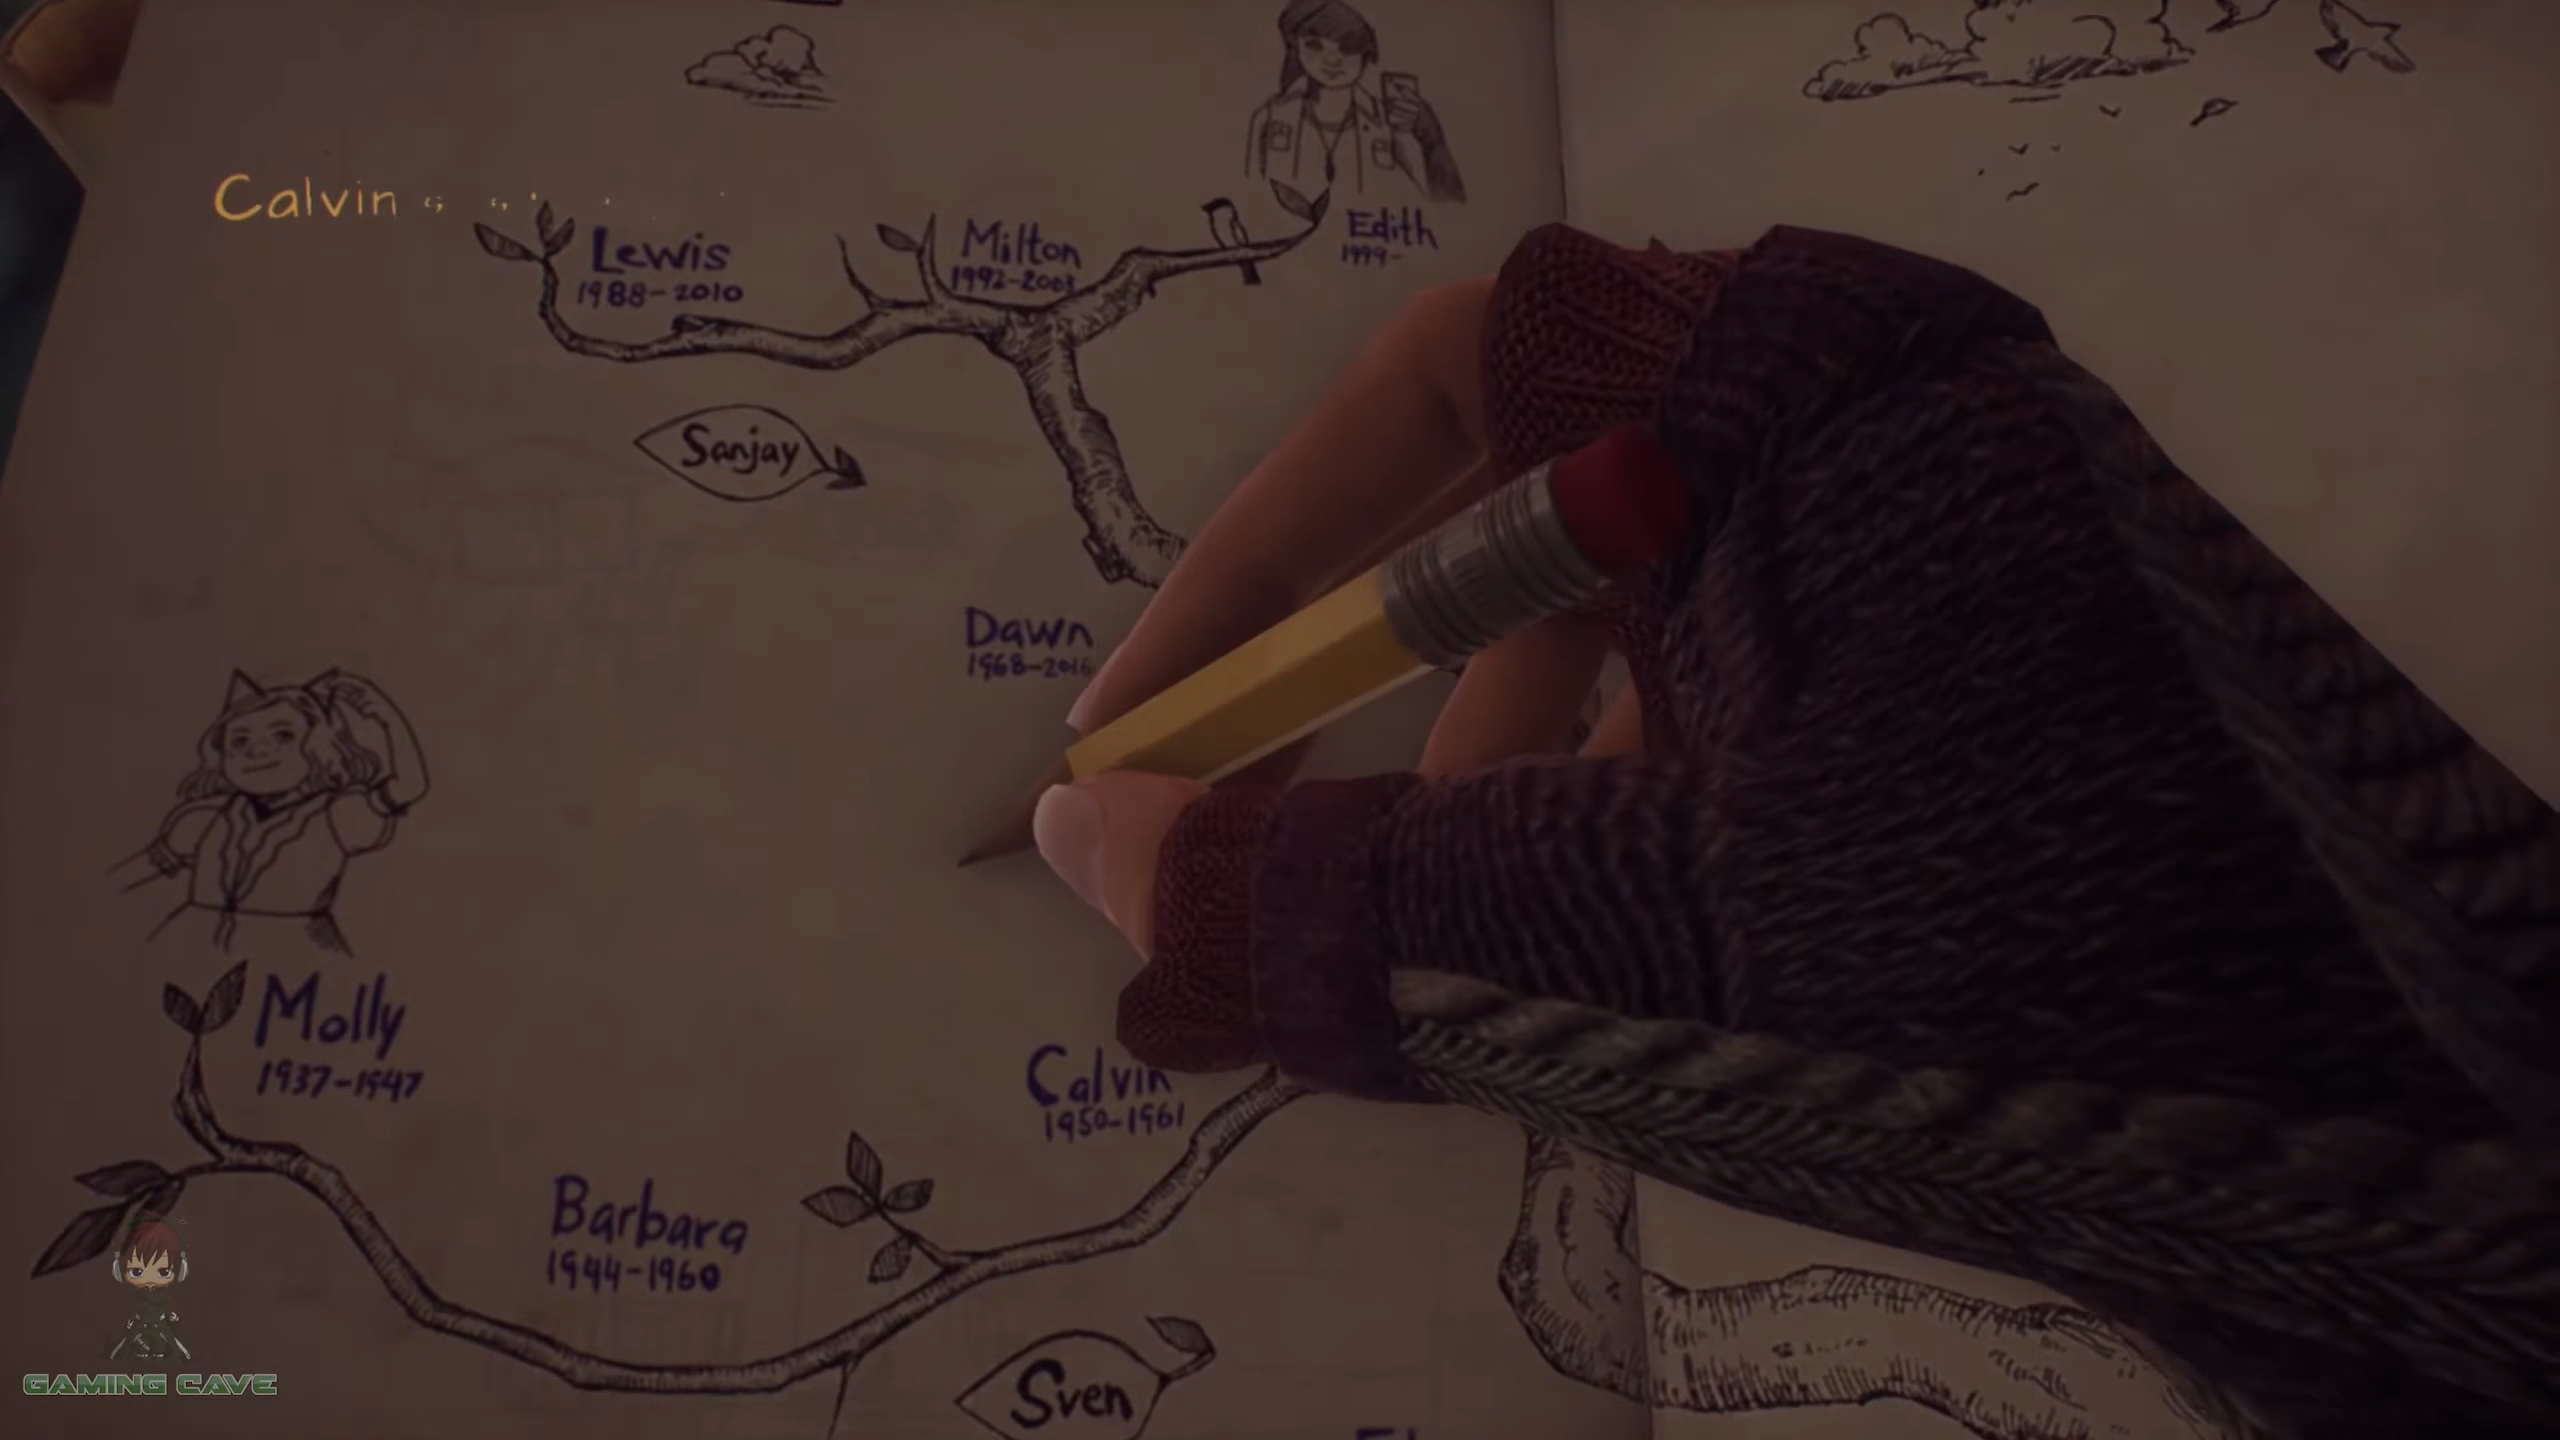 Calvin
Lewis
1988-2010
Milton
1992-2003
Edith
1999-
Sanjay
Dawn
1968-2016
Molly
1937-1947
Calvin
1950-1961
Barbara
1944-1960
Sven
GAMING CAVE